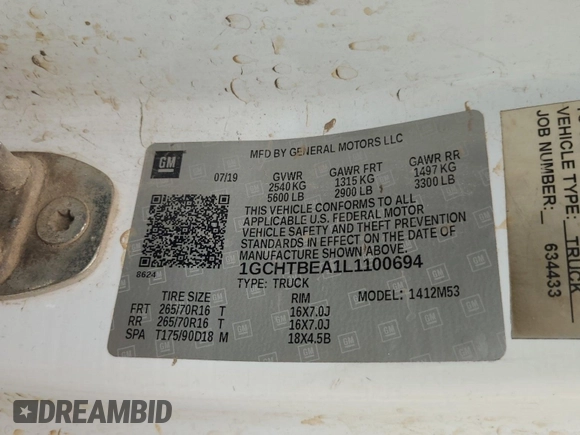 GM
MFD BY GENERAL MOTORS LLC
07/19 GVWR GAWR FRT GAWR RR
2540 KG 1315 KG 1497 KG
5600 LB 2900 LB 3300 LB
THIS VEHICLE CONFORMS TO ALL
APPLICABLE U.S. FEDERAL MOTOR
VEHICLE SAFETY AND THEFT PREVENTION
STANDARDS IN EFFECT ON THE DATE OF
MANUFACTURE SHOWN ABOVE.
8624 1GCHTBEA1L1100694
TYPE: TRUCK MODEL: 1412M53
TIRE SIZE RIM
FRT 265/70R16 T 16X7.0J
RR 265/70R16 T 16X7.0J
SPA T175/90D18 M 18X4.5B
VEHICLE TYPE: TRUCK
JOB NUMBER: 634433
DREAMBID